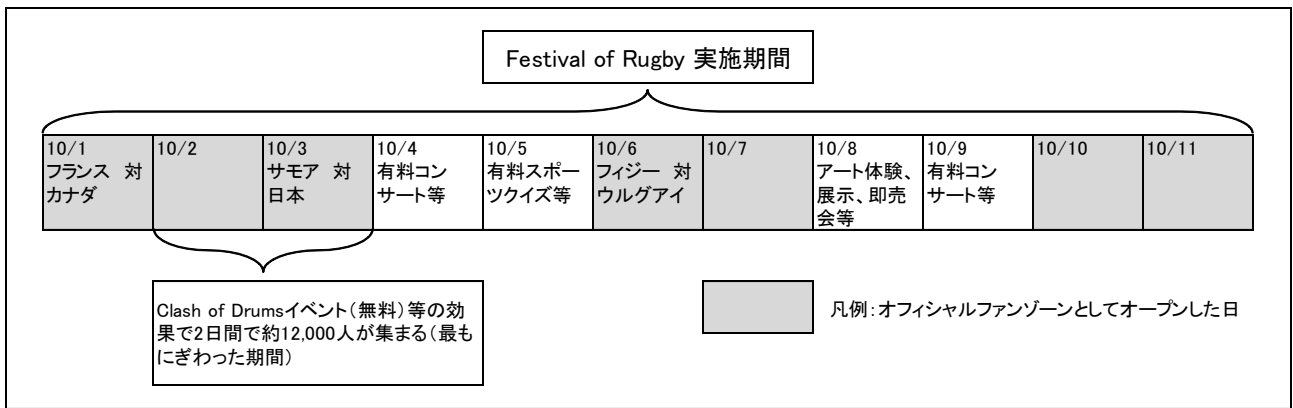 Festival of Rugby 実施期間
10/1
フランス 対
カナダ
10/2
10/3
サモア 対
日本
10/4
有料コン
サート等
10/5
有料スポー
ツクイズ等
10/6
フィジー 対
ウルグアイ
10/7
10/8
アート体験、
展示、即売
会等
10/9
有料コン
サート等
10/10
10/11
Clash of Drumsイベント(無料)等の効
果で2日間で約12,000人が集まる(最も
にぎわった期間)
凡例:オフィシャルファンゾーンとしてオープンした日